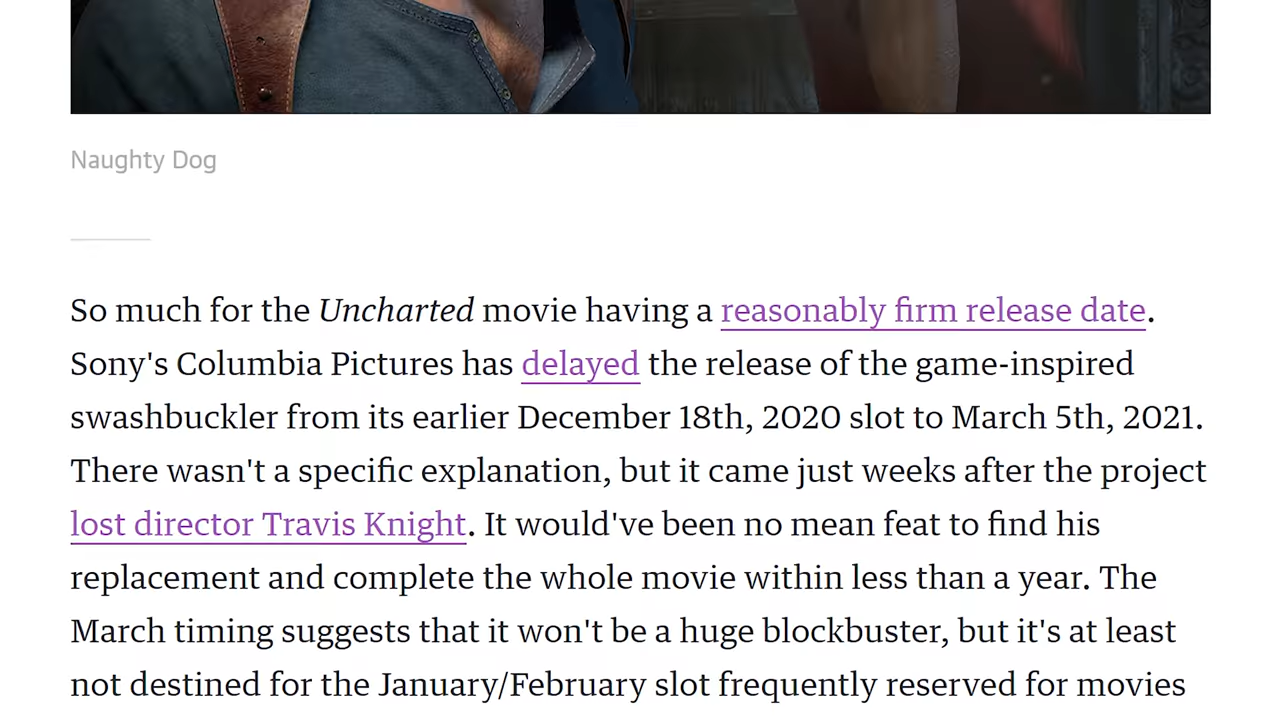 Naughty Dog
So much for the Uncharted movie having a reasonably firm release date.
Sony's Columbia Pictures has delayed the release of the game-inspired
swashbuckler from its earlier December 18th, 2020 slot to March 5th, 2021.
There wasn't a specific explanation, but it came just weeks after the project
lost director Travis Knight. It would've been no mean feat to find his
replacement and complete the whole movie within less than a year. The
March timing suggests that it won't be a huge blockbuster, but it's at least
not destined for the January/February slot frequently reserved for movies